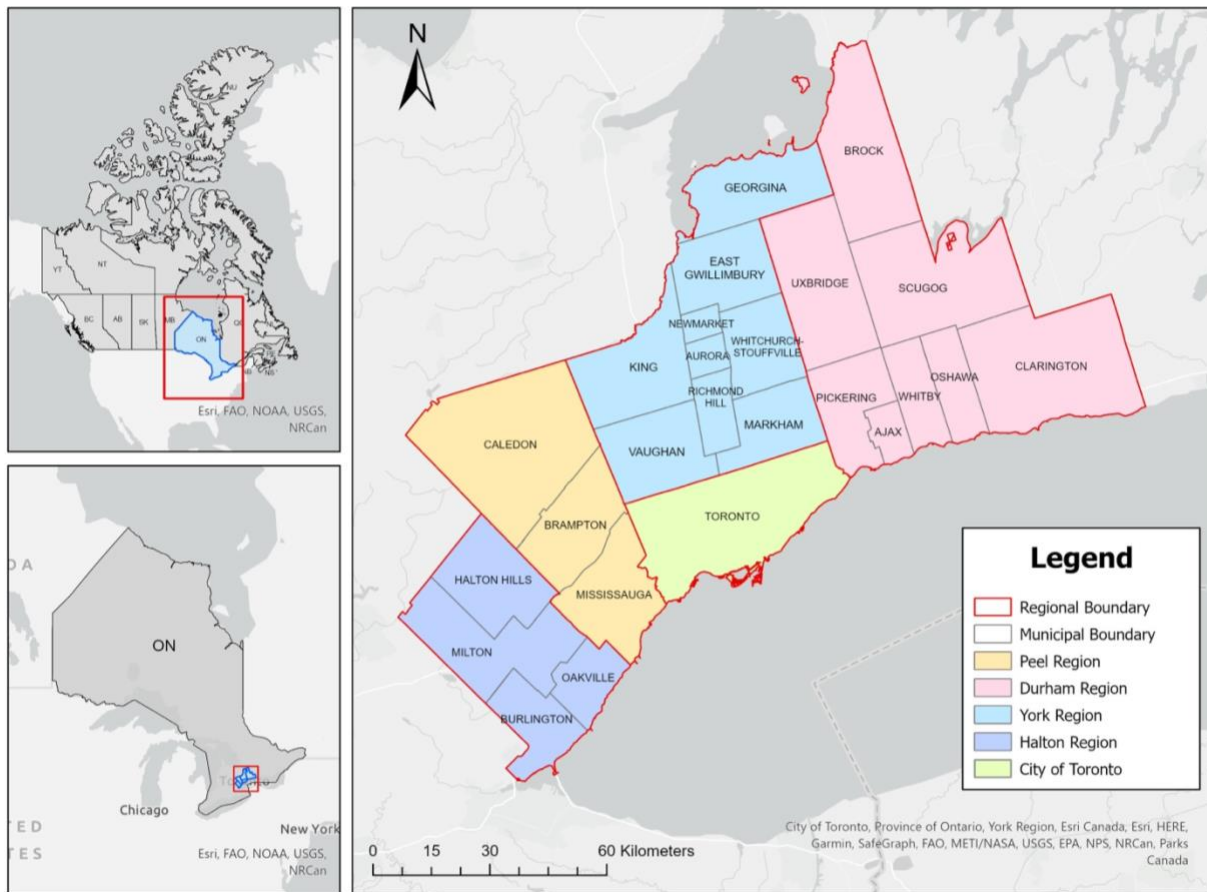 NU
YT
NT
BC
AB
SK
MB
ON
NB
NS
Esri, FAO, NOAA, USGS,
NRCan
ON
Chicago
New York
Esri, FAO, NOAA, USGS,
NRCan
N
BROCK
GEORGINA
EAST
GWILLIMBURY
UXBRIDGE
SCUGOG
NEWMARKET
WHITCHURCH-
STOUFFVILLE
AURORA
KING
RICHMOND
HILL
CLARINGTON
OSHAWA
WHITBY
PICKERING
AJAX
MARKHAM
VAUGHAN
CALEDON
TORONTO
BRAMPTON
HALTON HILLS
MISSISSAUGA
MILTON
OAKVILLE
BURLINGTON
Legend
Regional Boundary
Municipal Boundary
Peel Region
Durham Region
York Region
Halton Region
City of Toronto
0 15 30 60 Kilometers
City of Toronto, Province of Ontario, York Region, Esri Canada, Esri, HERE,
Garmin, SafeGraph, FAO, METI/NASA, USGS, EPA, NPS, NRCan, Parks
Canada